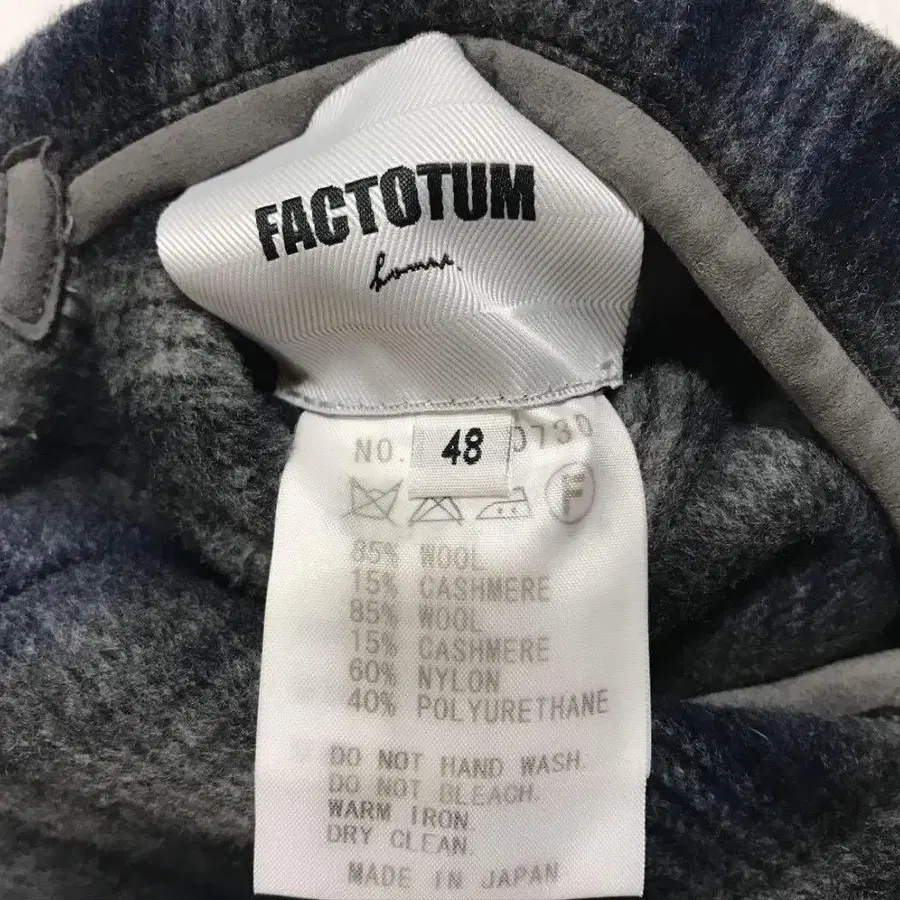 FACTOTUM
homme.
NO. 48 0730
F
85% WOOL
15% CASHMERE
85% WOOL
15% CASHMERE
60% NYLON
40% POLYURETHANE
DO NOT HAND WASH.
DO NOT BLEACH.
WARM IRON
DRY CLEAN.
MADE IN JAPAN